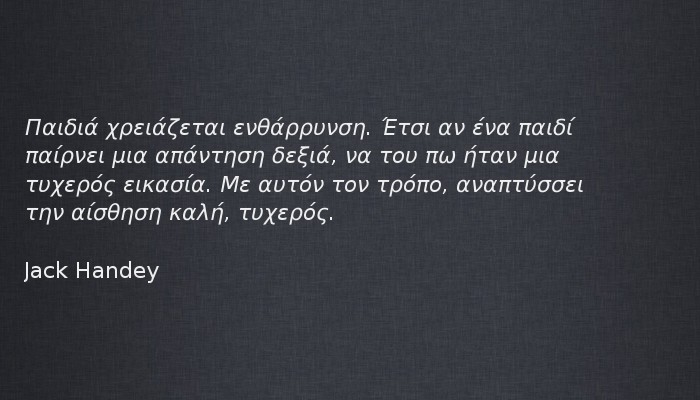 Παιδιά χρειάζεται ενθάρρυνση. Έτσι αν ένα παιδί
παίρνει μια απάντηση δεξιά, να του πω ήταν μια
τυχερός εικασία. Με αυτόν τον τρόπο, αναπτύσσει
την αίσθηση καλή, τυχερός.
Jack Handey